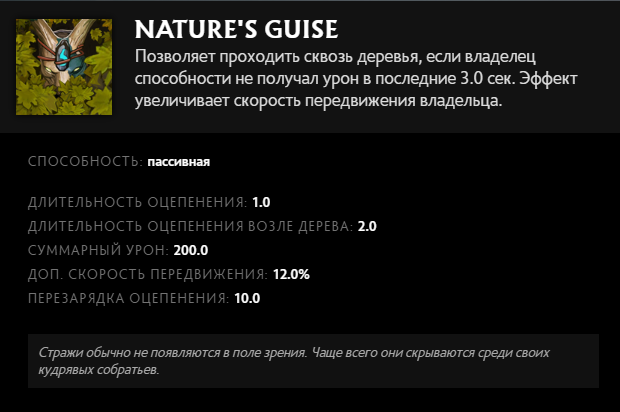 NATURE'S GUISE
Позволяет проходить сквозь деревья, если владелец
способности не получал урон в последние 3.0 сек. Эффект
увеличивает скорость передвижения владельца.
СПОСОБНОСТЬ: пассивная
ДЛИТЕЛЬНОСТЬ ОЦЕПЕНЕНИЯ: 1.0
ДЛИТЕЛЬНОСТЬ ОЦЕПЕНЕНИЯ ВОЗЛЕ ДЕРЕВА: 2.0
СУММАРНЫЙ УРОН: 200.0
ДОП. СКОРОСТЬ ПЕРЕДВИЖЕНИЯ: 12.0%
ПЕРЕЗАРЯДКА ОЦЕПЕНЕНИЯ: 10.0
Стражи обычно не появляются в поле зрения. Чаще всего они скрываются среди своих
кудрявых собратьев.